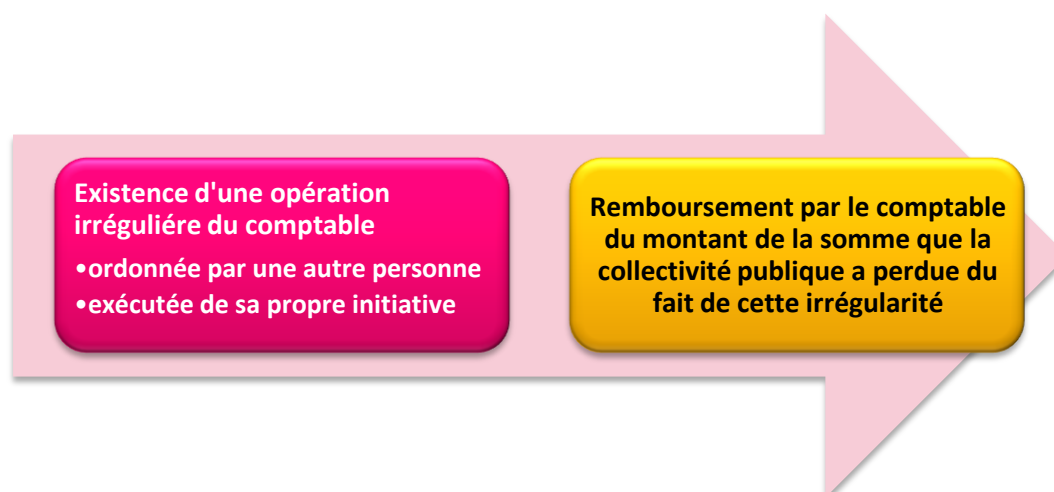 Existence d'une opération
irréguliére du comptable
•ordonnée par une autre personne
•exécutée de sa propre initiative
Remboursement par le comptable
du montant de la somme que la
collectivité publique a perdue du
fait de cette irrégularité